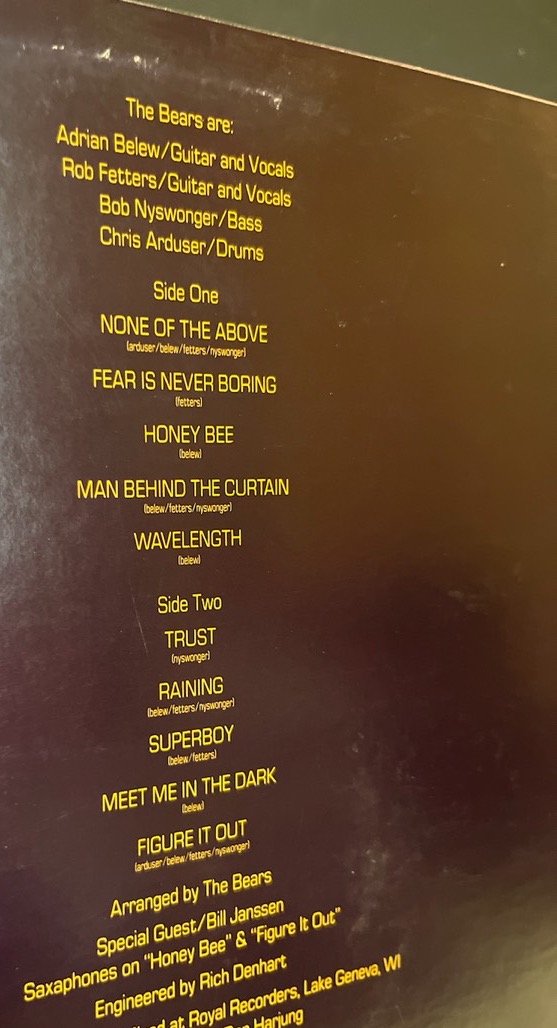 The Bears are:
Adrian Belew/Guitar and Vocals
Rob Fetters/Guitar and Vocals
Bob Nyswonger/Bass
Chris Arduser/Drums
Side One
NONE OF THE ABOVE
(arduser/belew/fetters/nyswonger)
FEAR IS NEVER BORING
(fetters)
HONEY BEE
(belew)
MAN BEHIND THE CURTAIN
(belew/fetters/nyswonger)
WAVELENGTH
(belew)
Side Two
TRUST
(nyswonger)
RAINING
(belew/fetters/nyswonger)
SUPERBOY
(belew/fetters)
MEET ME IN THE DARK
(belew)
FIGURE IT OUT
(arduser/belew/fetters/nyswonger)
Arranged by The Bears
Special Guest/Bill Janssen
Saxaphones on "Honey Bee" & "Figure It Out"
Engineered by Rich Denhart
at Royal Recorders, Lake Geneva, WI
Harjung